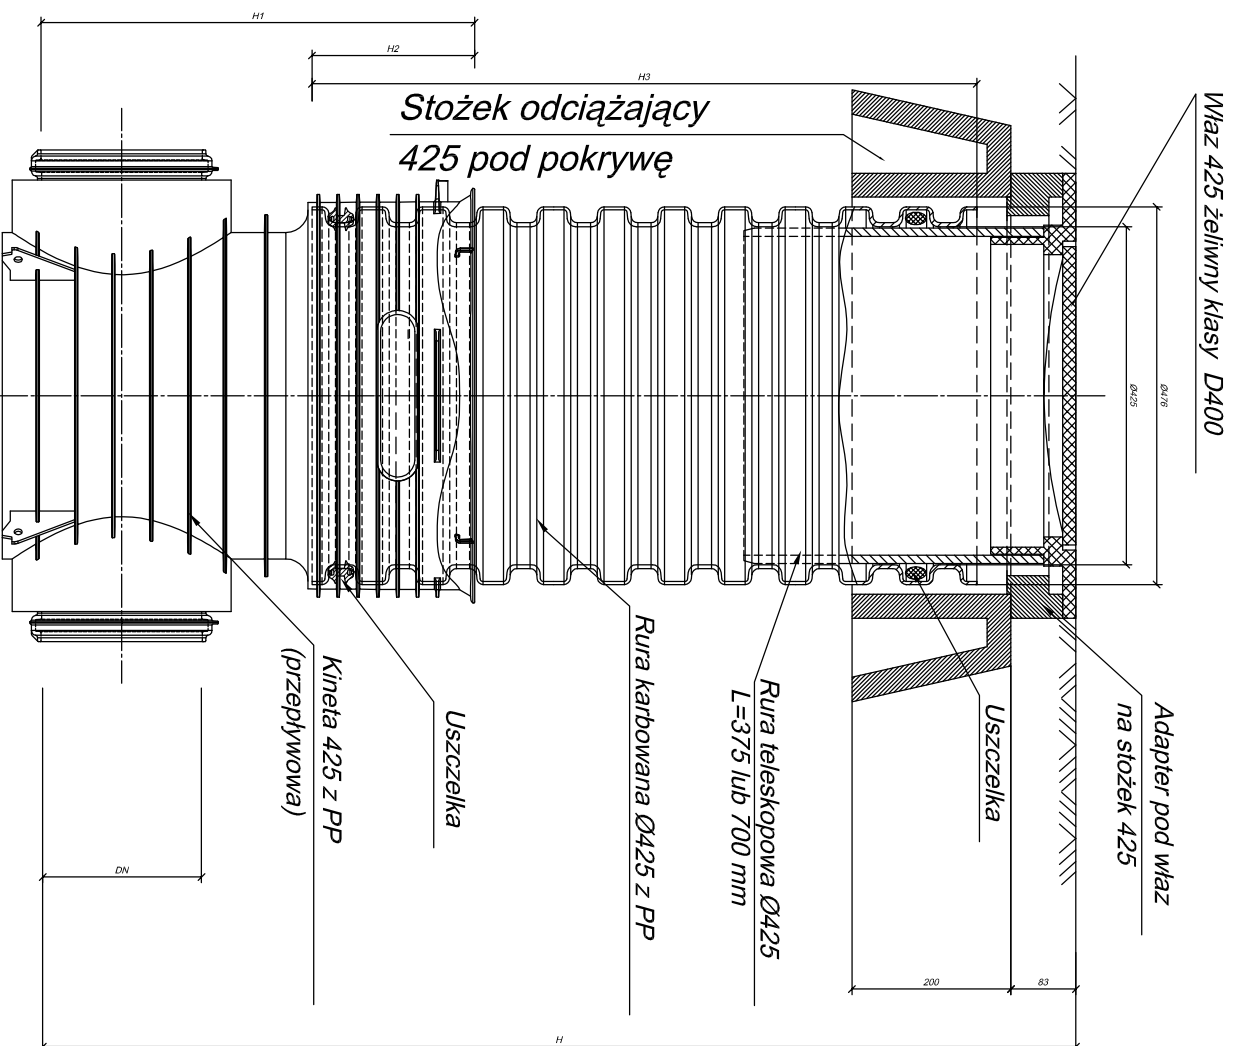 H1
H2
H3
Stożek odciążający
425 pod pokrywę
Właz 425 żeliwny klasy D400
Ø425
Ø476
Adapter pod właz
na stożek 425
Uszczelka
Rura teleskopowa Ø425
L=375 lub 700 mm
Rura karbowana Ø425 z PP
Uszczelka
Kineta 425 z PP
(przepływowa)
DN
200
83
H